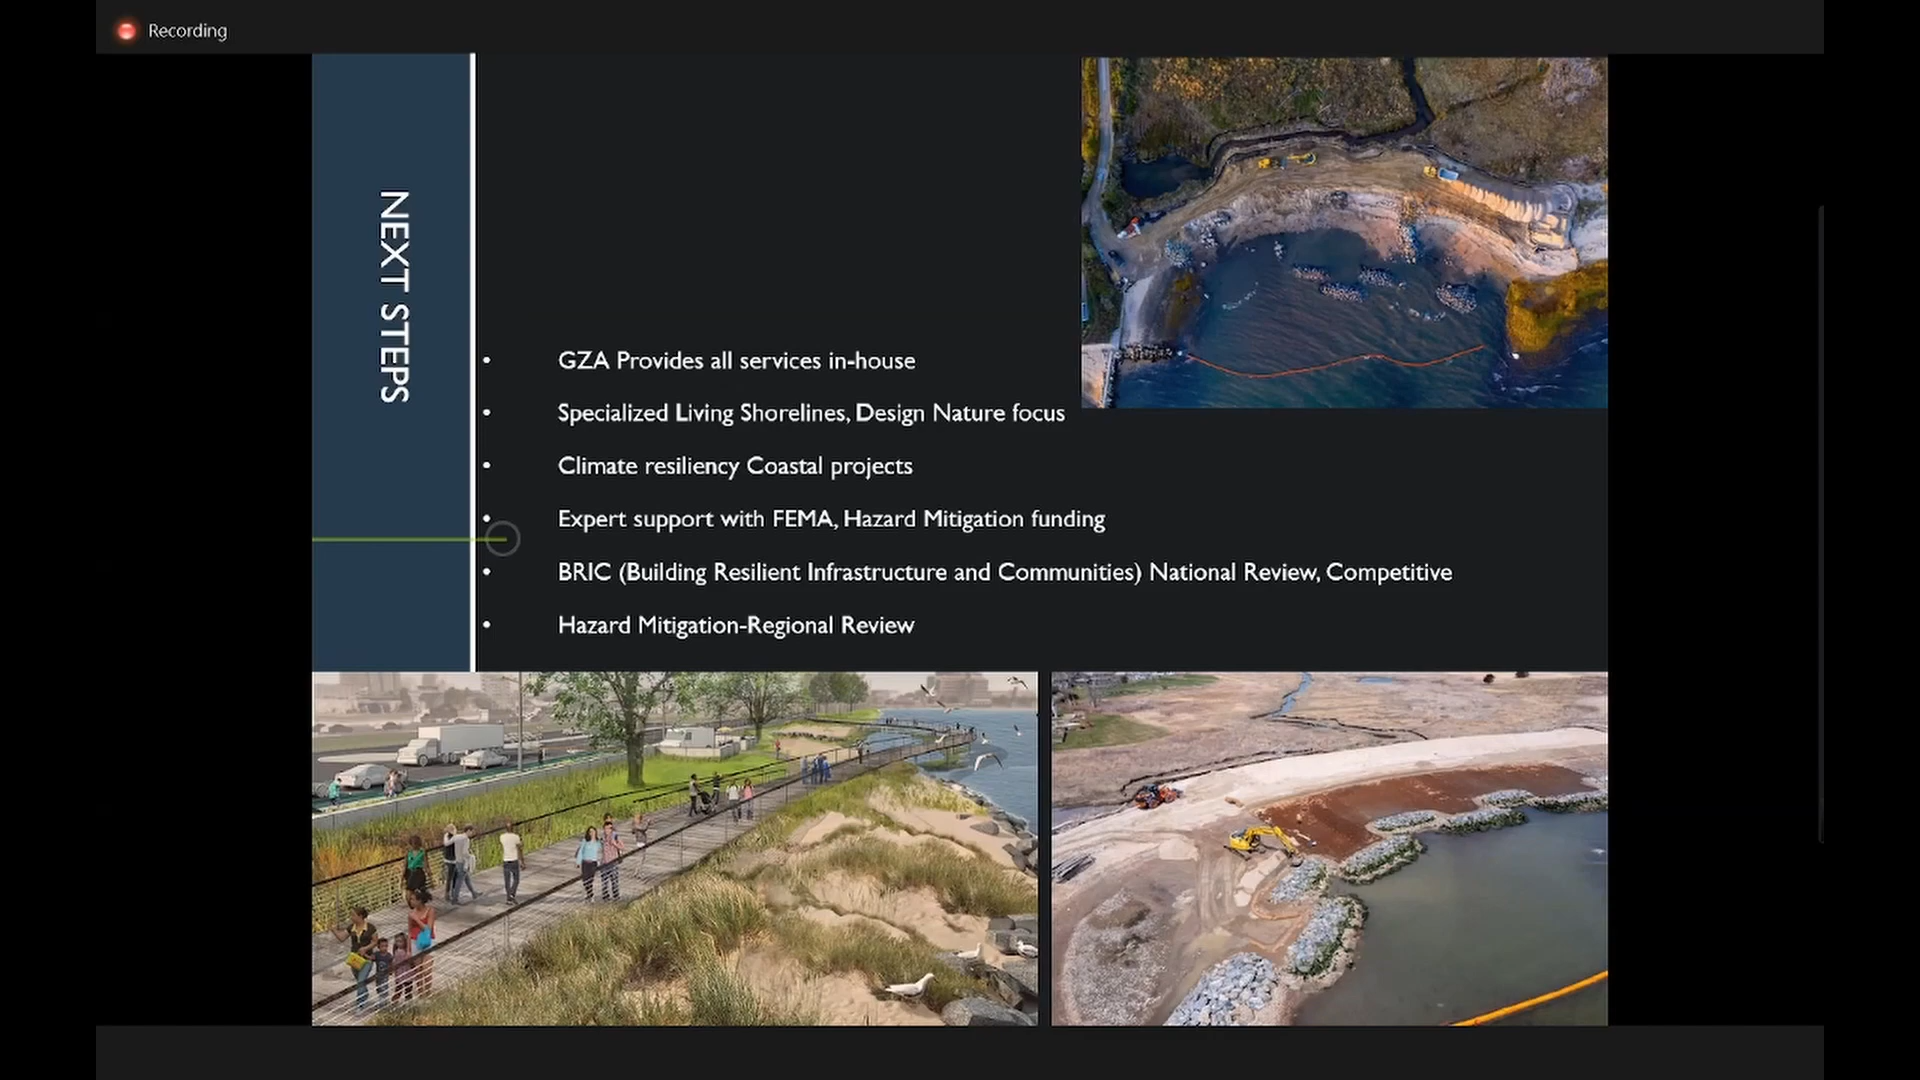 Recording
NEXT STEPS
• GZA Provides all services in-house
• Specialized Living Shorelines, Design Nature focus
• Climate resiliency Coastal projects
• Expert support with FEMA, Hazard Mitigation funding
• BRIC (Building Resilient Infrastructure and Communities) National Review, Competitive
• Hazard Mitigation-Regional Review